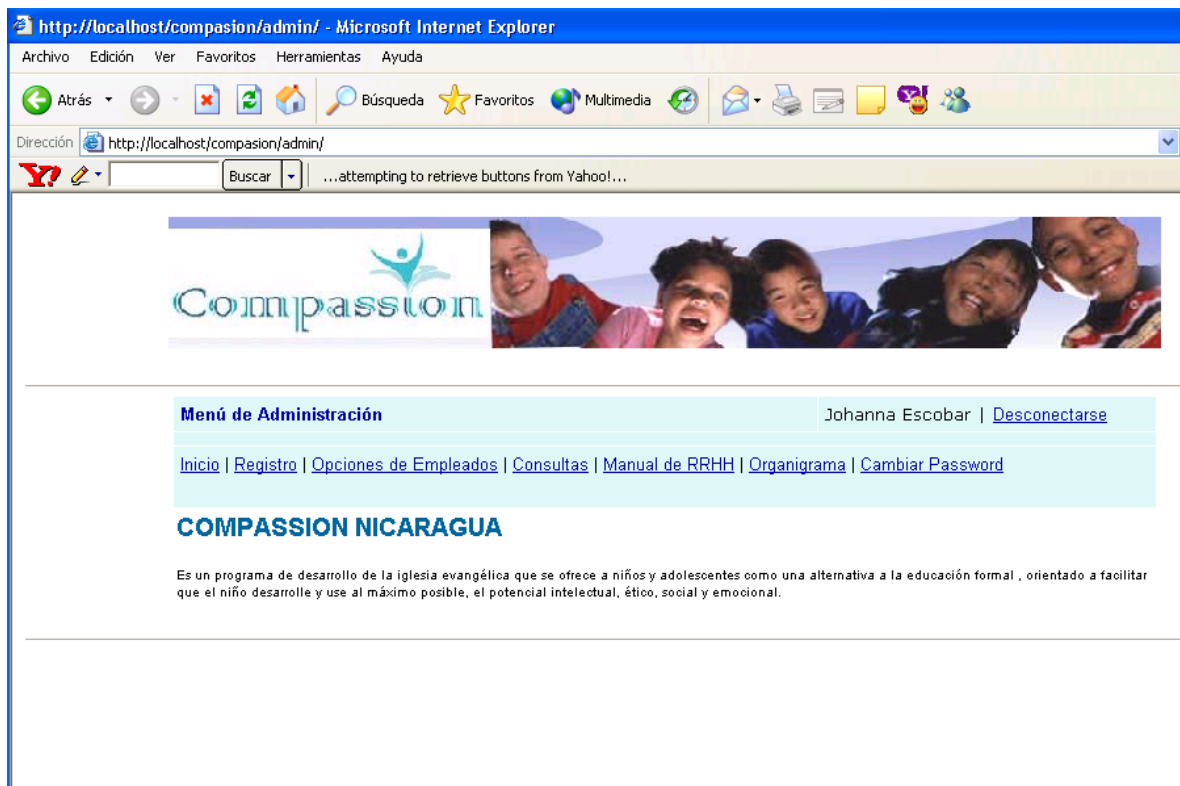 http://localhost/compasion/admin/ - Microsoft Internet Explorer
Archivo Edición Ver Favoritos Herramientas Ayuda
Atrás Búsqueda Favoritos Multimedia
Dirección http://localhost/compasion/admin/
Y! Buscar ...attempting to retrieve buttons from Yahoo!...
Compassion
Menú de Administración Johanna Escobar | Desconectarse
Inicio | Registro | Opciones de Empleados | Consultas | Manual de RRHH | Organigrama | Cambiar Password
COMPASSION NICARAGUA
Es un programa de desarrollo de la iglesia evangélica que se ofrece a niños y adolescentes como una alternativa a la educación formal , orientado a facilitar
que el niño desarrolle y use al máximo posible, el potencial intelectual, ético, social y emocional.